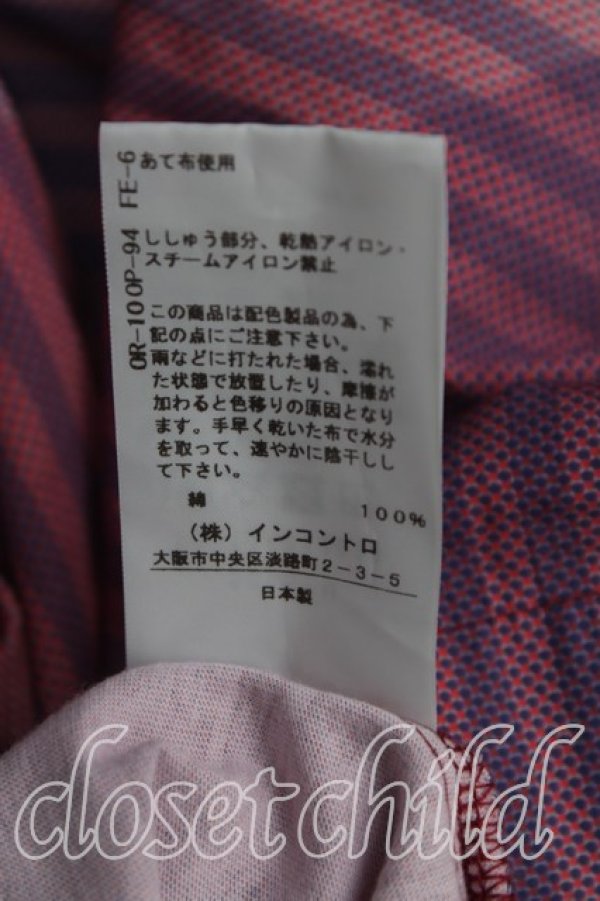 OR-10OP-94 FE-6
あて布使用
ししゅう部分、乾熱アイロン・
スチームアイロン禁止
この商品は配色製品の為、下
記の点にご注意下さい。
雨などに打たれた場合、濡れ
た状態で放置したり、摩擦が
加わると色移りの原因となり
ます。手早く乾いた布で水分
を取って、速やかに陰干しし
て下さい。
綿 100%
(株)インコントロ
大阪市中央区淡路町2-3-5
日本製
closet child